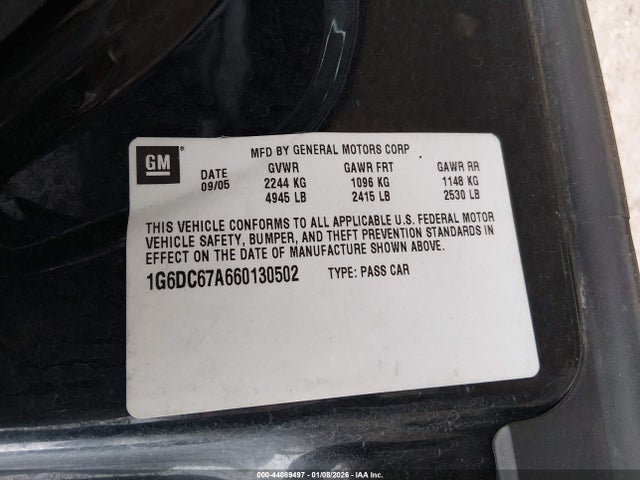 MFD BY GENERAL MOTORS CORP
GM®
DATE GVWR GAWR FRT GAWR RR
09/05 2244 KG 1096 KG 1148 KG
4945 LB 2415 LB 2530 LB
THIS VEHICLE CONFORMS TO ALL APPLICABLE U.S. FEDERAL MOTOR
VEHICLE SAFETY, BUMPER, AND THEFT PREVENTION STANDARDS IN
EFFECT ON THE DATE OF MANUFACTURE SHOWN ABOVE.
1G6DC67A660130502 TYPE: PASS CAR
000-44089497 - 01/08/2026 - IAA Inc.